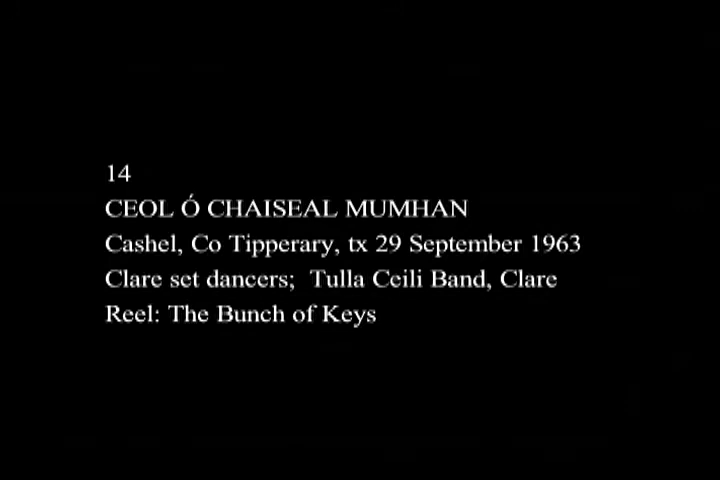 14
CEOL Ó CHAISEAL MUMHAN
Cashel, Co Tipperary, tx 29 September 1963
Clare set dancers;  Tulla Ceili Band, Clare
Reel: The Bunch of Keys